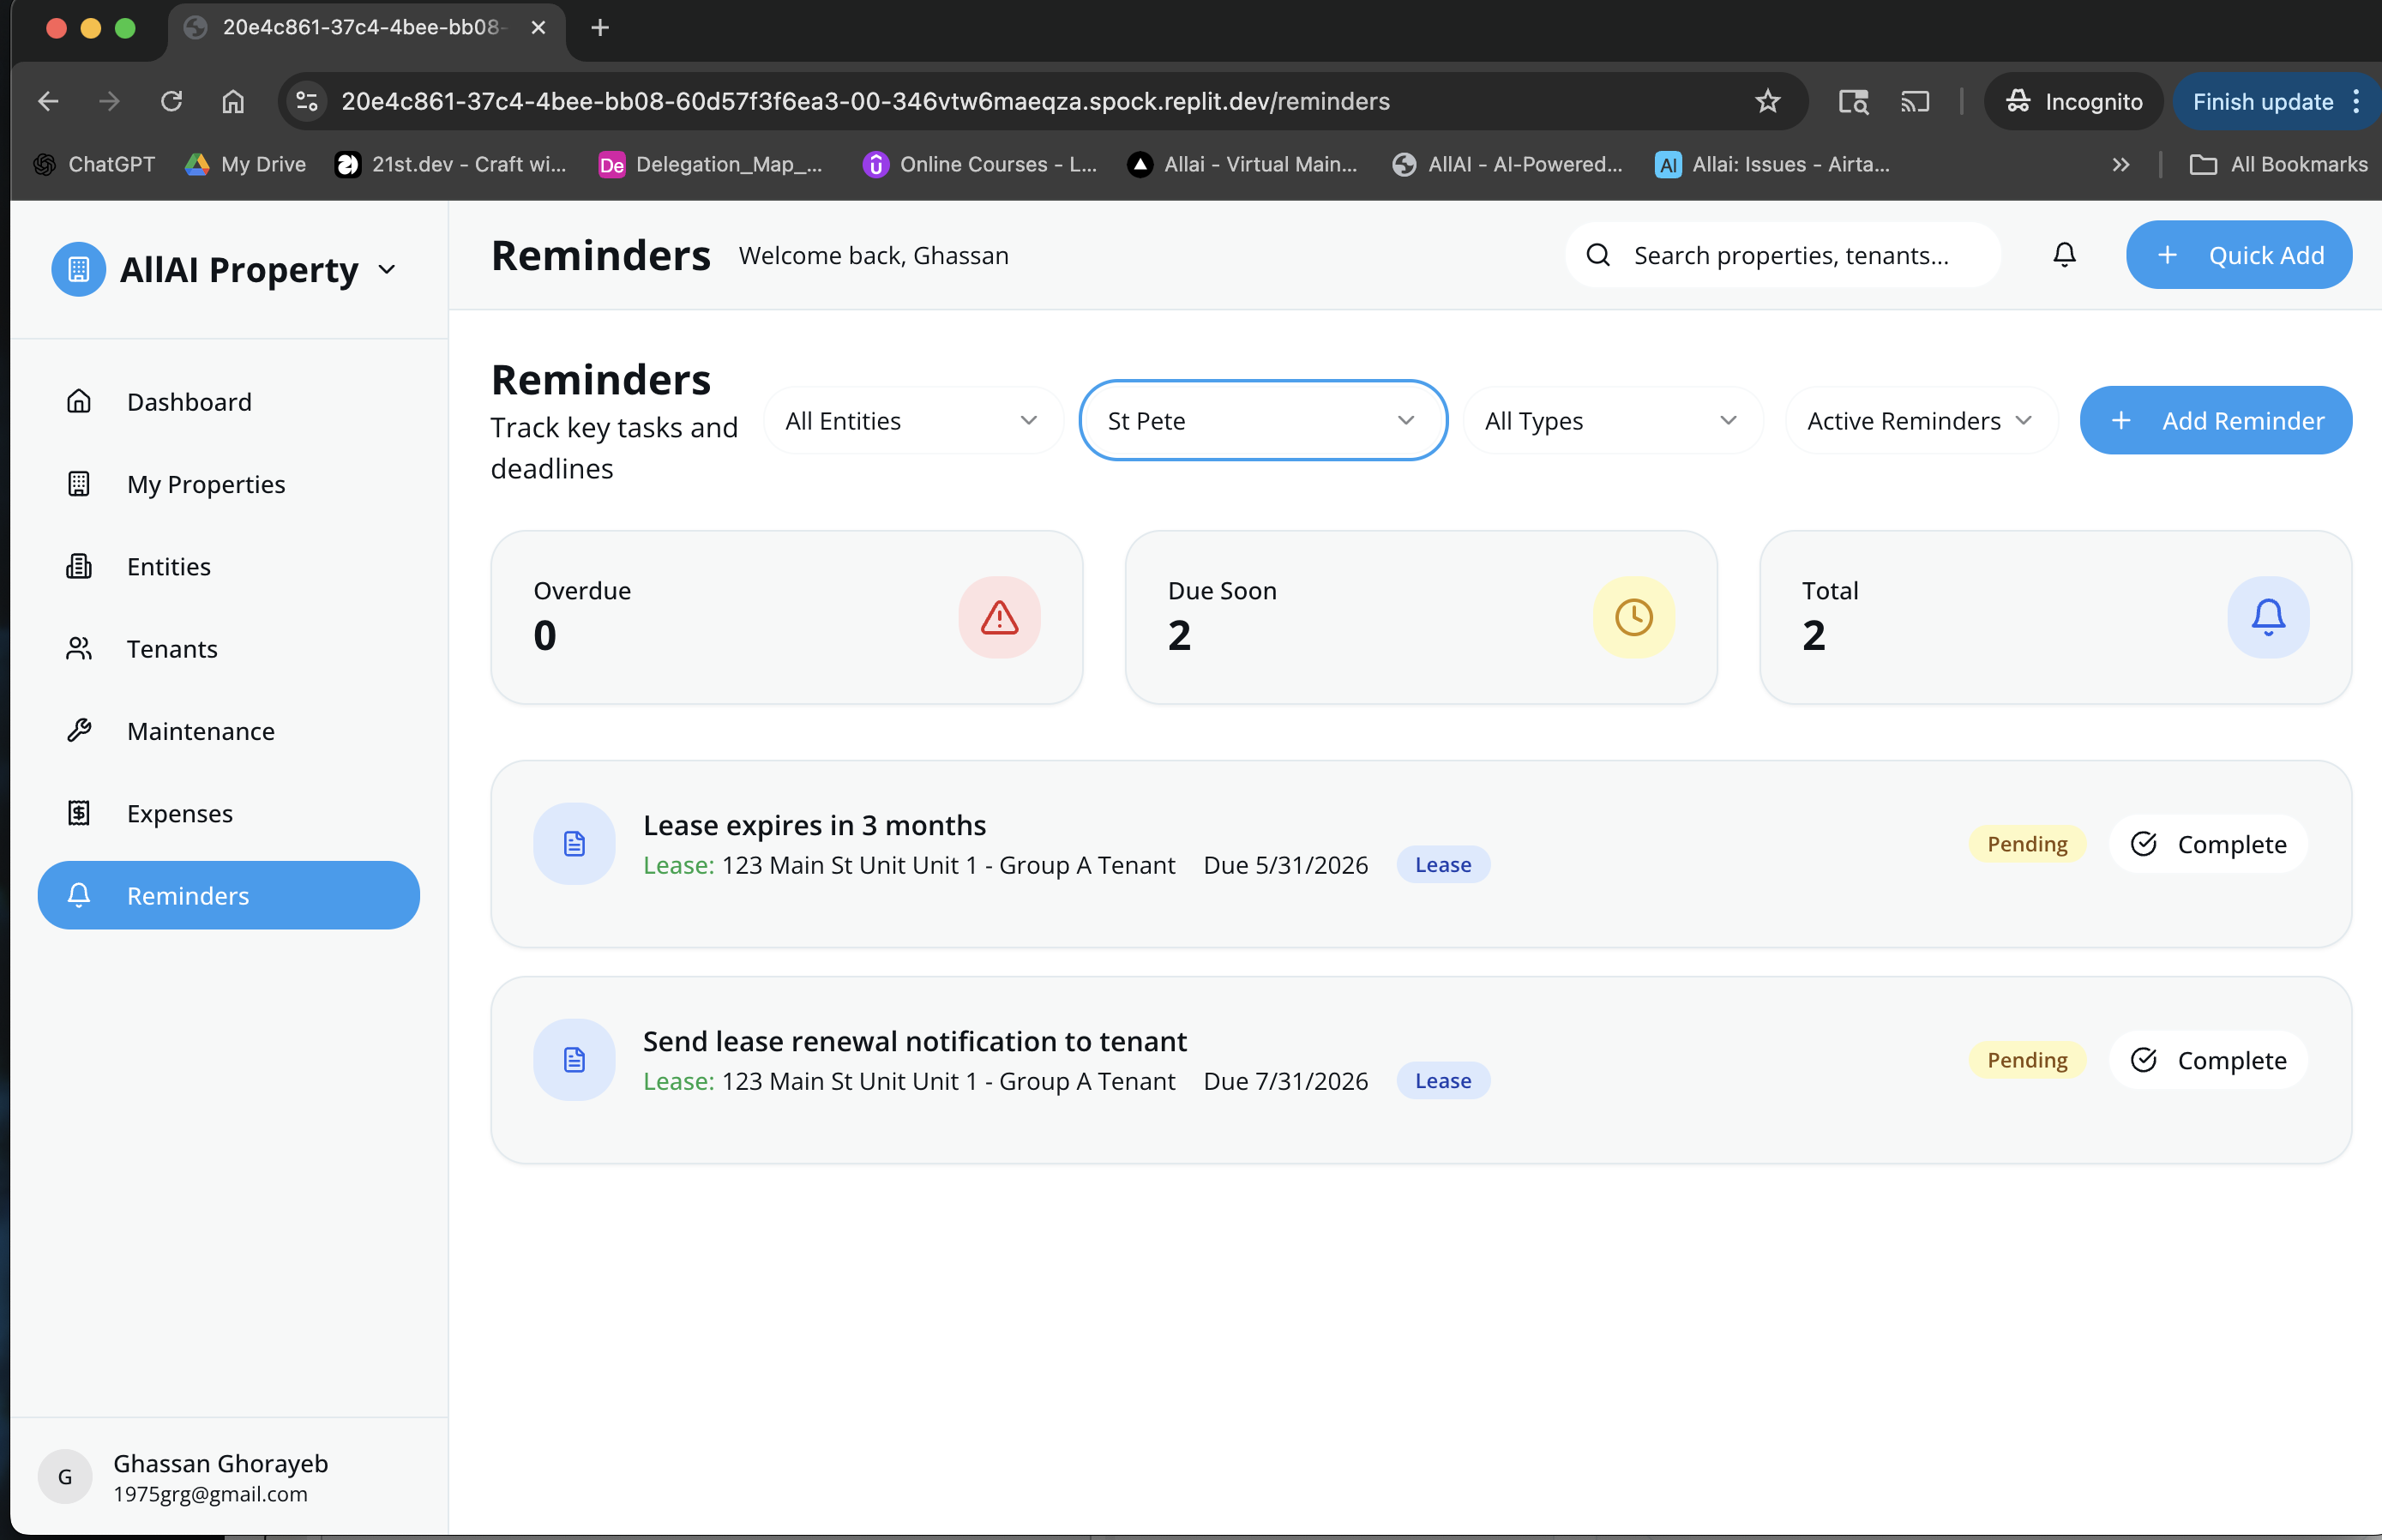 20e4c861-37c4-4bee-bb08-
20e4c861-37c4-4bee-bb08-60d57f3f6ea3-00-346vtw6maeqza.spock.replit.dev/reminders
Incognito
Finish update
ChatGPT
My Drive
21st.dev - Craft wi...
De
Delegation_Map_...
Online Courses - L...
Allai - Virtual Main...
AllAI - AI-Powered...
AI
Allai: Issues - Airta...
All Bookmarks
AllAI Property
Reminders
Welcome back, Ghassan
Search properties, tenants...
Quick Add
Dashboard
My Properties
Entities
Tenants
Maintenance
Expenses
Reminders
Reminders
Track key tasks and
deadlines
All Entities
St Pete
All Types
Active Reminders
Add Reminder
Overdue
0
Due Soon
2
Total
2
Lease expires in 3 months
Lease: 123 Main St Unit Unit 1 - Group A Tenant Due 5/31/2026 Lease
Pending
Complete
Send lease renewal notification to tenant
Lease: 123 Main St Unit Unit 1 - Group A Tenant Due 7/31/2026 Lease
Pending
Complete
G
Ghassan Ghorayeb
1975grg@gmail.com